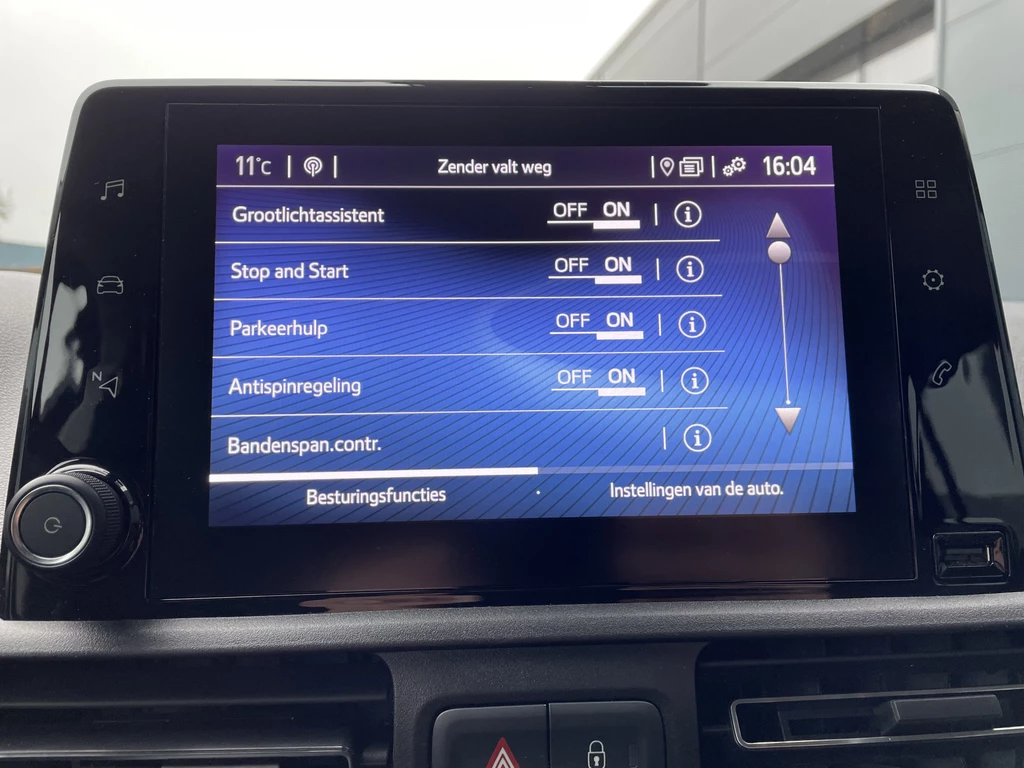 11°C Zender valt weg 16:04
Grootlichtassistent OFF ON
Stop and Start OFF ON
Parkeerhulp OFF ON
Antispinregeling OFF ON
Bandenspan.contr.
Besturingsfuncties Instellingen van de auto.
N